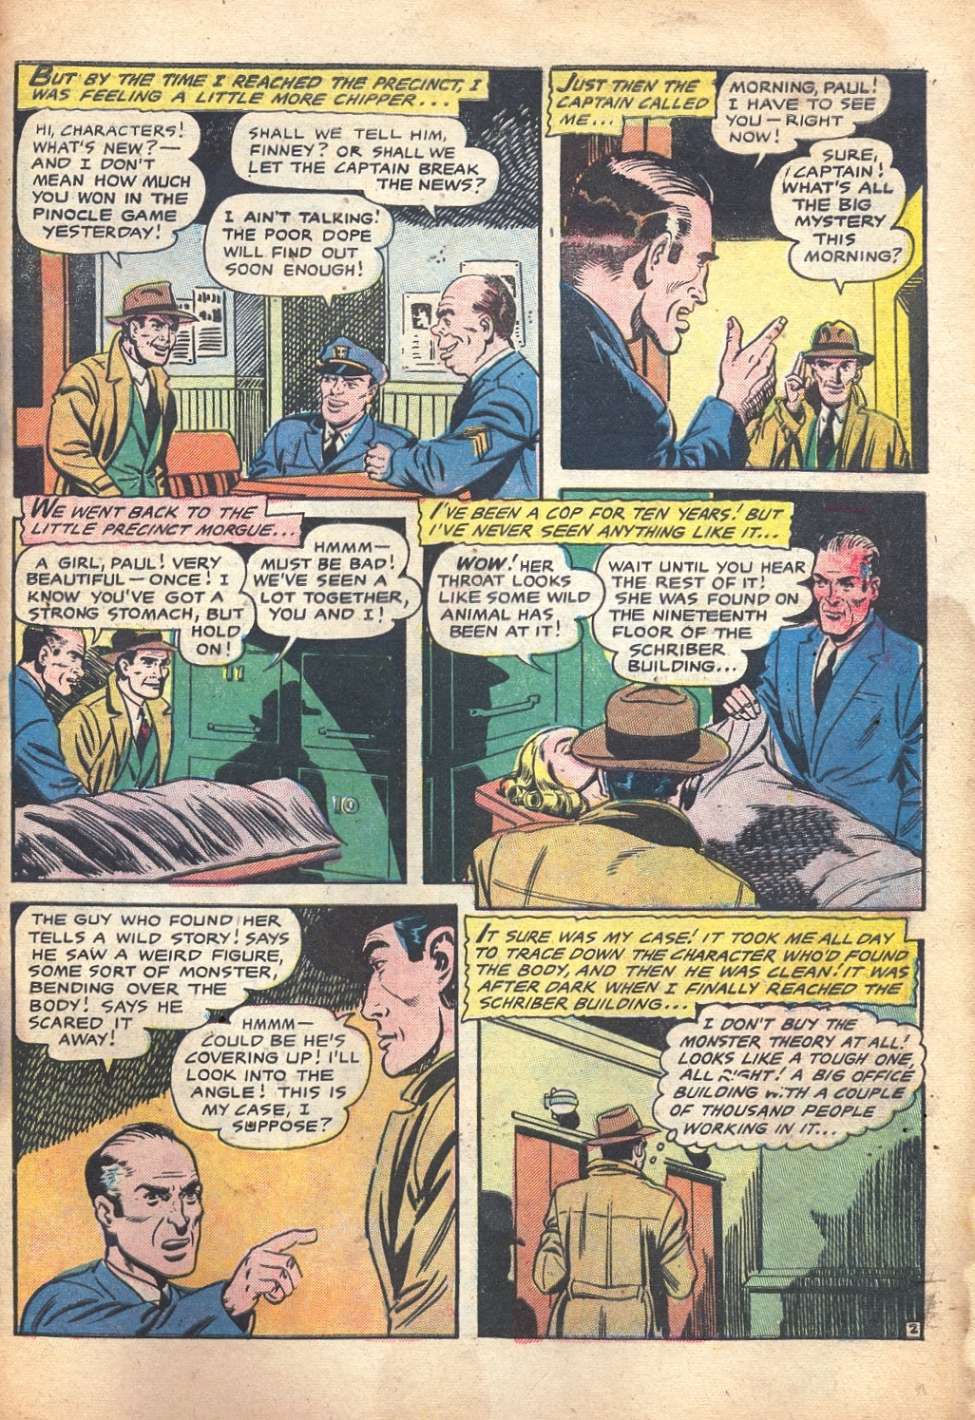 BUT BY THE TIME I REACHED THE PRECINCT, I
WAS FEELING A LITTLE MORE CHIPPER...
HI, CHARACTERS!
WHAT'S NEW?—
AND I DON'T
MEAN HOW MUCH
YOU WON IN THE
PINOCLE GAME
YESTERDAY!
SHALL WE TELL HIM,
FINNEY? OR SHALL WE
LET THE CAPTAIN BREAK
THE NEWS?
I AIN'T TALKING!
THE POOR DOPE
WILL FIND OUT
SOON ENOUGH!
JUST THEN THE
CAPTAIN CALLED
ME...
MORNING, PAUL!
I HAVE TO SEE
YOU—RIGHT
NOW!
SURE,
CAPTAIN!
WHAT'S ALL
THE BIG
MYSTERY
THIS
MORNING?
WE WENT BACK TO THE
LITTLE PRECINCT MORGUE...
A GIRL, PAUL! VERY
BEAUTIFUL—ONCE! I
KNOW YOU'VE GOT A
STRONG STOMACH, BUT
HOLD
ON!
HMMM—
MUST BE BAD!
WE'VE SEEN A
LOT TOGETHER,
YOU AND I!
11
10
I'VE BEEN A COP FOR TEN YEARS! BUT
I'VE NEVER SEEN ANYTHING LIKE IT...
WOW! HER
THROAT LOOKS
LIKE SOME WILD
ANIMAL HAS
BEEN AT IT!
WAIT UNTIL YOU HEAR
THE REST OF IT!
SHE WAS FOUND ON
THE NINETEENTH
FLOOR OF THE
SCHRIBER
BUILDING...
THE GUY WHO FOUND HER
TELLS A WILD STORY! SAYS
HE SAW A WEIRD FIGURE,
SOME SORT OF MONSTER,
BENDING OVER THE
BODY! SAYS HE
SCARED IT
AWAY!
HMMM—
COULD BE HE'S
COVERING UP! I'LL
LOOK INTO THE
ANGLE! THIS IS
MY CASE, I
SUPPOSE?
IT SURE WAS MY CASE! IT TOOK ME ALL DAY
TO TRACE DOWN THE CHARACTER WHO'D FOUND
THE BODY, AND THEN HE WAS CLEAN! IT WAS
AFTER DARK WHEN I FINALLY REACHED THE
SCHRIBER BUILDING...
I DON'T BUY THE
MONSTER THEORY AT ALL!
LOOKS LIKE A TOUGH ONE,
ALL RIGHT! A BIG OFFICE
BUILDING WITH A COUPLE
OF THOUSAND PEOPLE
WORKING IN IT...
2